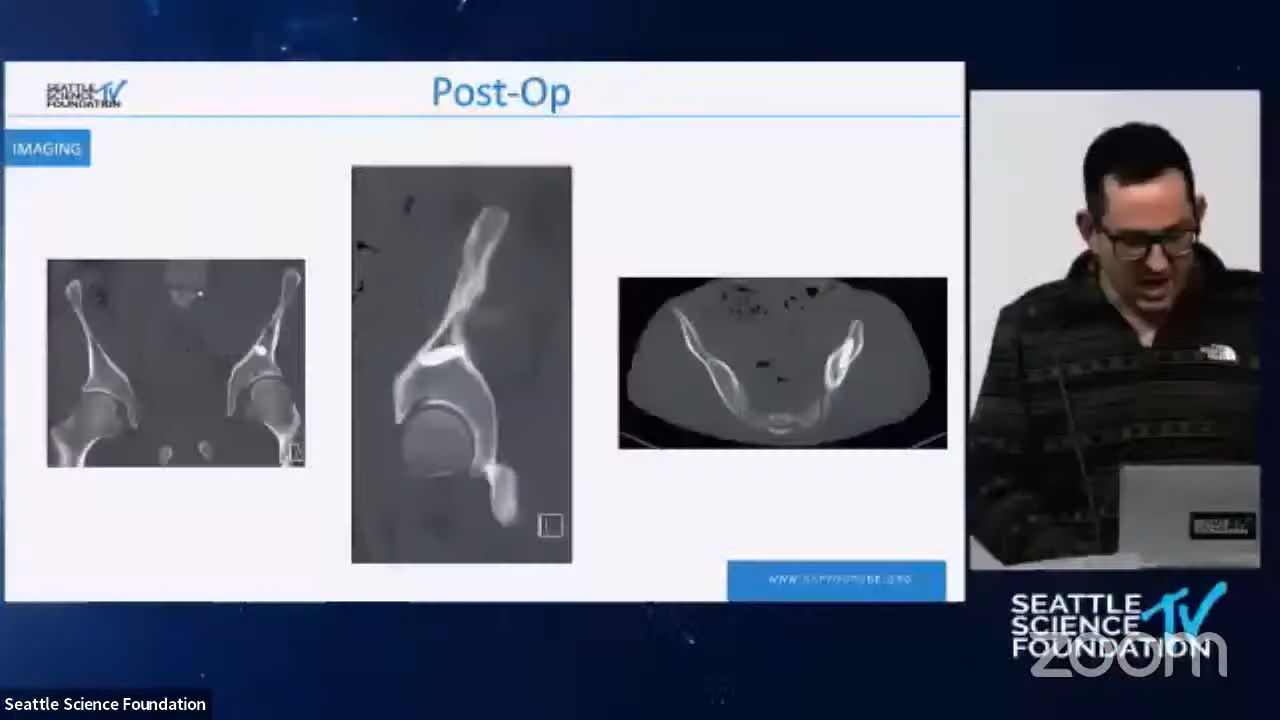 SEATTLE
SCIENCE TV
FOUNDATION
Post-Op
IMAGING
L
SEATTLE
SCIENCE TV
FOUNDATION
zoom
Seattle Science Foundation